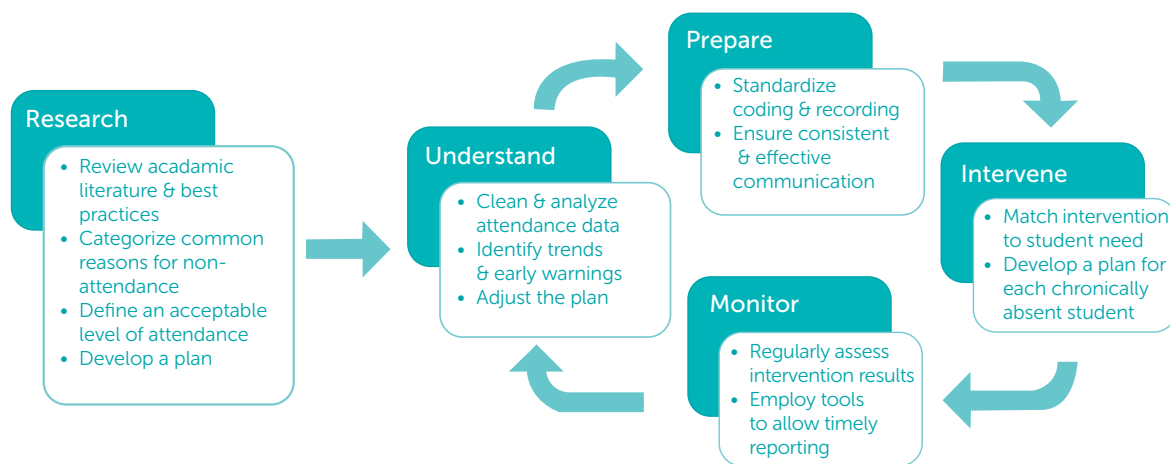 Research
• Review acadamic
literature & best
practices
• Categorize common
reasons for non-
attendance
• Define an acceptable
level of attendance
• Develop a plan
Understand
• Clean & analyze
attendance data
• Identify trends
& early warnings
• Adjust the plan
Prepare
• Standardize
coding & recording
• Ensure consistent
& effective
communication
Intervene
• Match intervention
to student need
• Develop a plan for
each chronically
absent student
Monitor
• Regularly assess
intervention results
• Employ tools
to allow timely
reporting